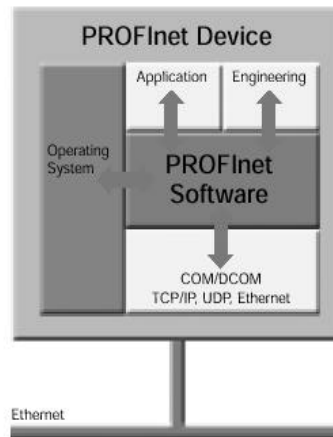 PROFInet Device
Application
Engineering
Operating
System
PROFInet
Software
COM/DCOM
TCP/IP, UDP, Ethernet
Ethernet